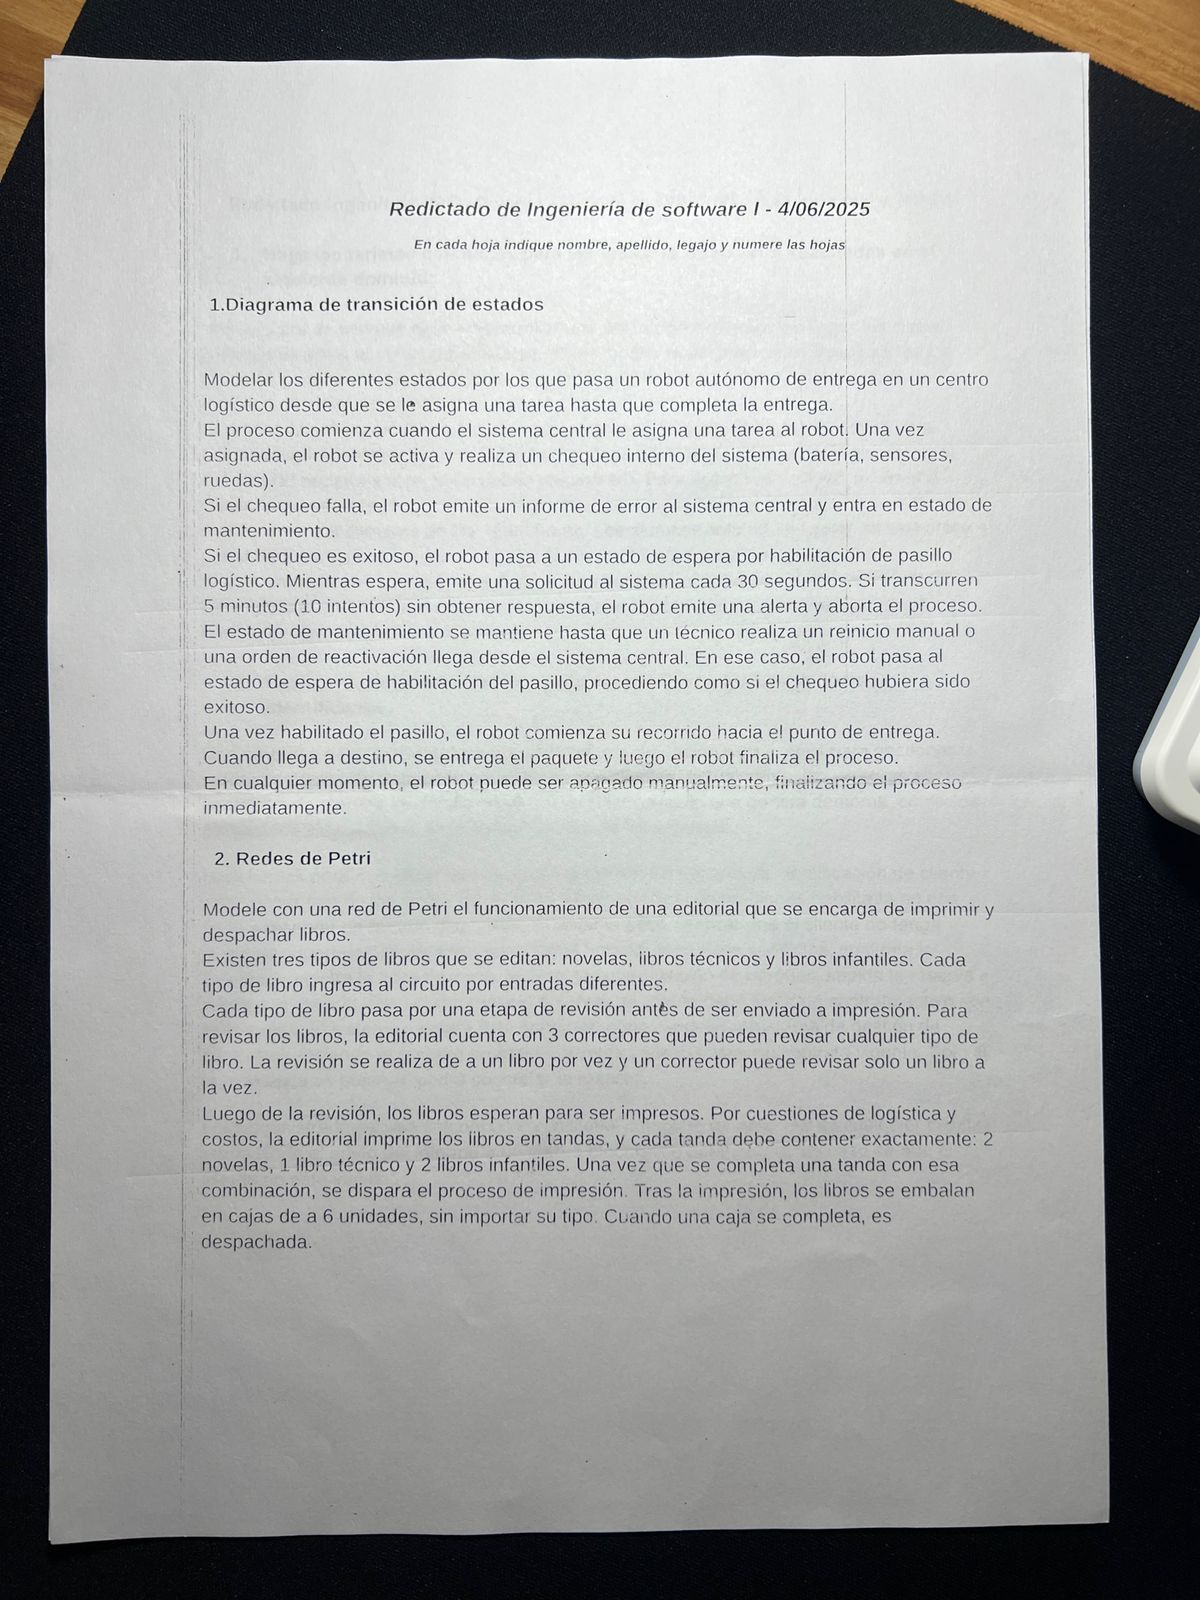 Redictado de Ingeniería de software I - 4/06/2025
En cada hoja indique nombre, apellido, legajo y numere las hojas
1.Diagrama de transición de estados
Modelar los diferentes estados por los que pasa un robot autónomo de entrega en un centro
logístico desde que se le asigna una tarea hasta que completa la entrega.
El proceso comienza cuando el sistema central le asigna una tarea al robot. Una vez
asignada, el robot se activa y realiza un chequeo interno del sistema (batería, sensores,
ruedas).
Si el chequeo falla, el robot emite un informe de error al sistema central y entra en estado de
mantenimiento.
Si el chequeo es exitoso, el robot pasa a un estado de espera por habilitación de pasillo
logístico. Mientras espera, emite una solicitud al sistema cada 30 segundos. Si transcurren
5 minutos (10 intentos) sin obtener respuesta, el robot emite una alerta y aborta el proceso.
El estado de mantenimiento se mantiene hasta que un técnico realiza un reinicio manual o
una orden de reactivación llega desde el sistema central. En ese caso, el robot pasa al
estado de espera de habilitación del pasillo, procediendo como si el chequeo hubiera sido
exitoso.
Una vez habilitado el pasillo, el robot comienza su recorrido hacia el punto de entrega.
Cuando llega a destino, se entrega el paquete y luego el robot finaliza el proceso.
En cualquier momento, el robot puede ser apagado manualmente, finalizando el proceso
inmediatamente.
2. Redes de Petri
Modele con una red de Petri el funcionamiento de una editorial que se encarga de imprimir y
despachar libros.
Existen tres tipos de libros que se editan: novelas, libros técnicos y libros infantiles. Cada
tipo de libro ingresa al circuito por entradas diferentes.
Cada tipo de libro pasa por una etapa de revisión antes de ser enviado a impresión. Para
revisar los libros, la editorial cuenta con 3 correctores que pueden revisar cualquier tipo de
libro. La revisión se realiza de a un libro por vez y un corrector puede revisar solo un libro a
la vez.
Luego de la revisión, los libros esperan para ser impresos. Por cuestiones de logística y
costos, la editorial imprime los libros en tandas, y cada tanda debe contener exactamente: 2
novelas, 1 libro técnico y 2 libros infantiles. Una vez que se completa una tanda con esa
combinación, se dispara el proceso de impresión. Tras la impresión, los libros se embalan
en cajas de a 6 unidades, sin importar su tipo. Cuando una caja se completa, es
despachada.